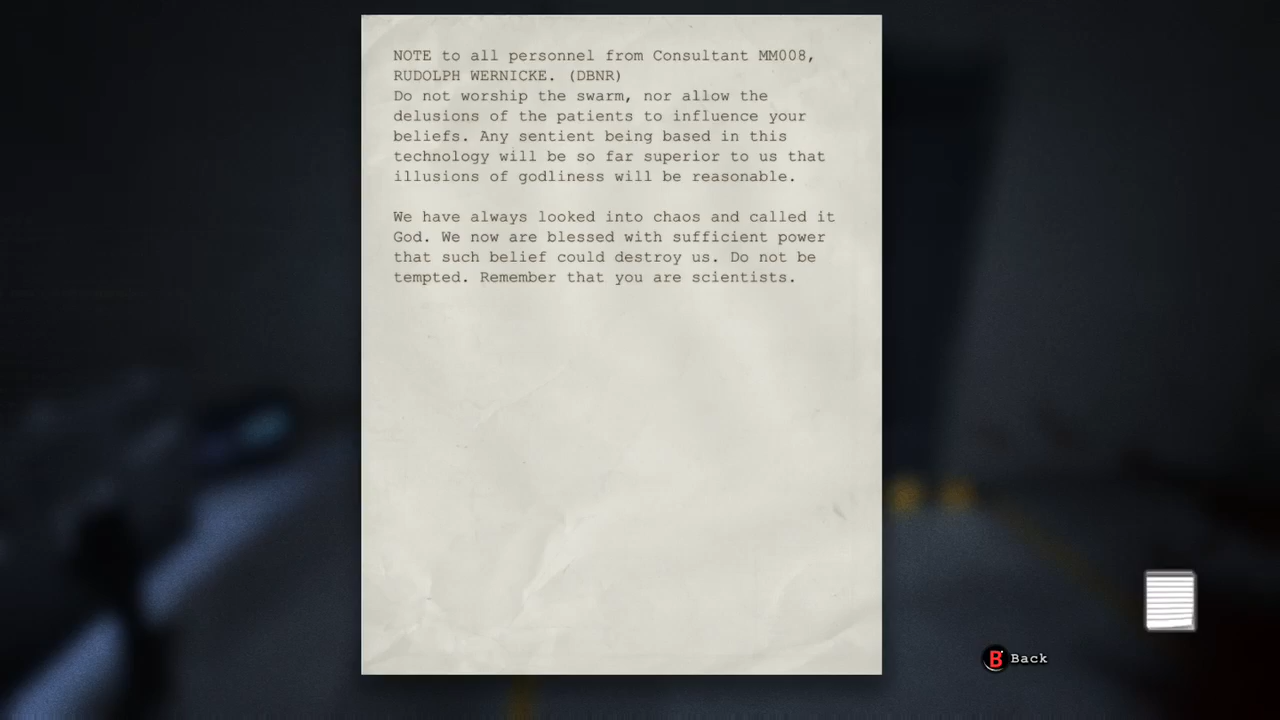 NOTE to all personnel from Consultant MM008,
RUDOLPH WERNICKE. (DBNR)
Do not worship the swarm, nor allow the
delusions of the patients to influence your
beliefs. Any sentient being based in this
technology will be so far superior to us that
illusions of godliness will be reasonable.
We have always looked into chaos and called it
God. We now are blessed with sufficient power
that such belief could destroy us. Do not be
tempted. Remember that you are scientists.
B Back